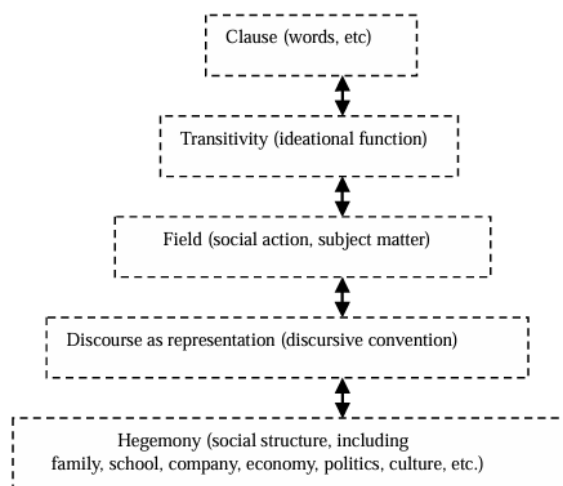 Clause (words, etc)
Transitivity (ideational function)
Field (social action, subject matter)
Discourse as representation (discursive convention)
Hegemony (social structure, including
family, school, company, economy, politics, culture, etc.)